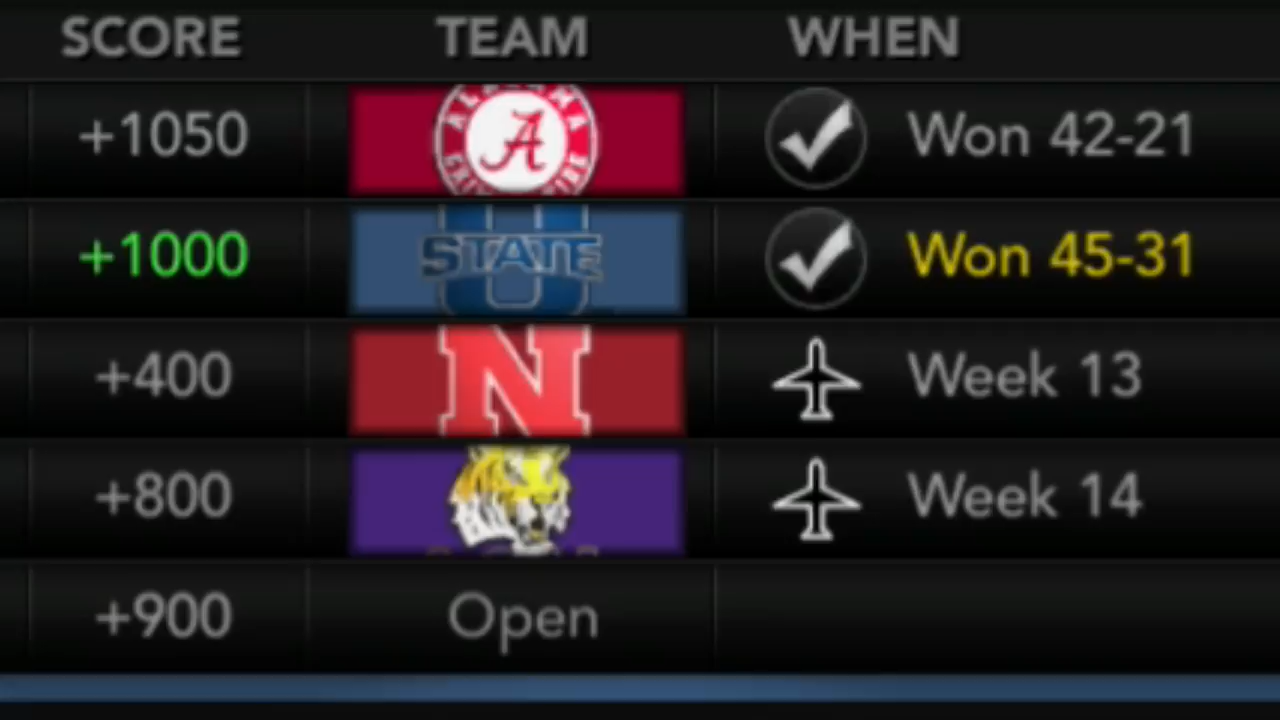 SCORE TEAM WHEN
+1050 ALABAMA A Won 42-21
+1000 U STATE Won 45-31
+400 N Week 13
+800 Week 14
+900 Open